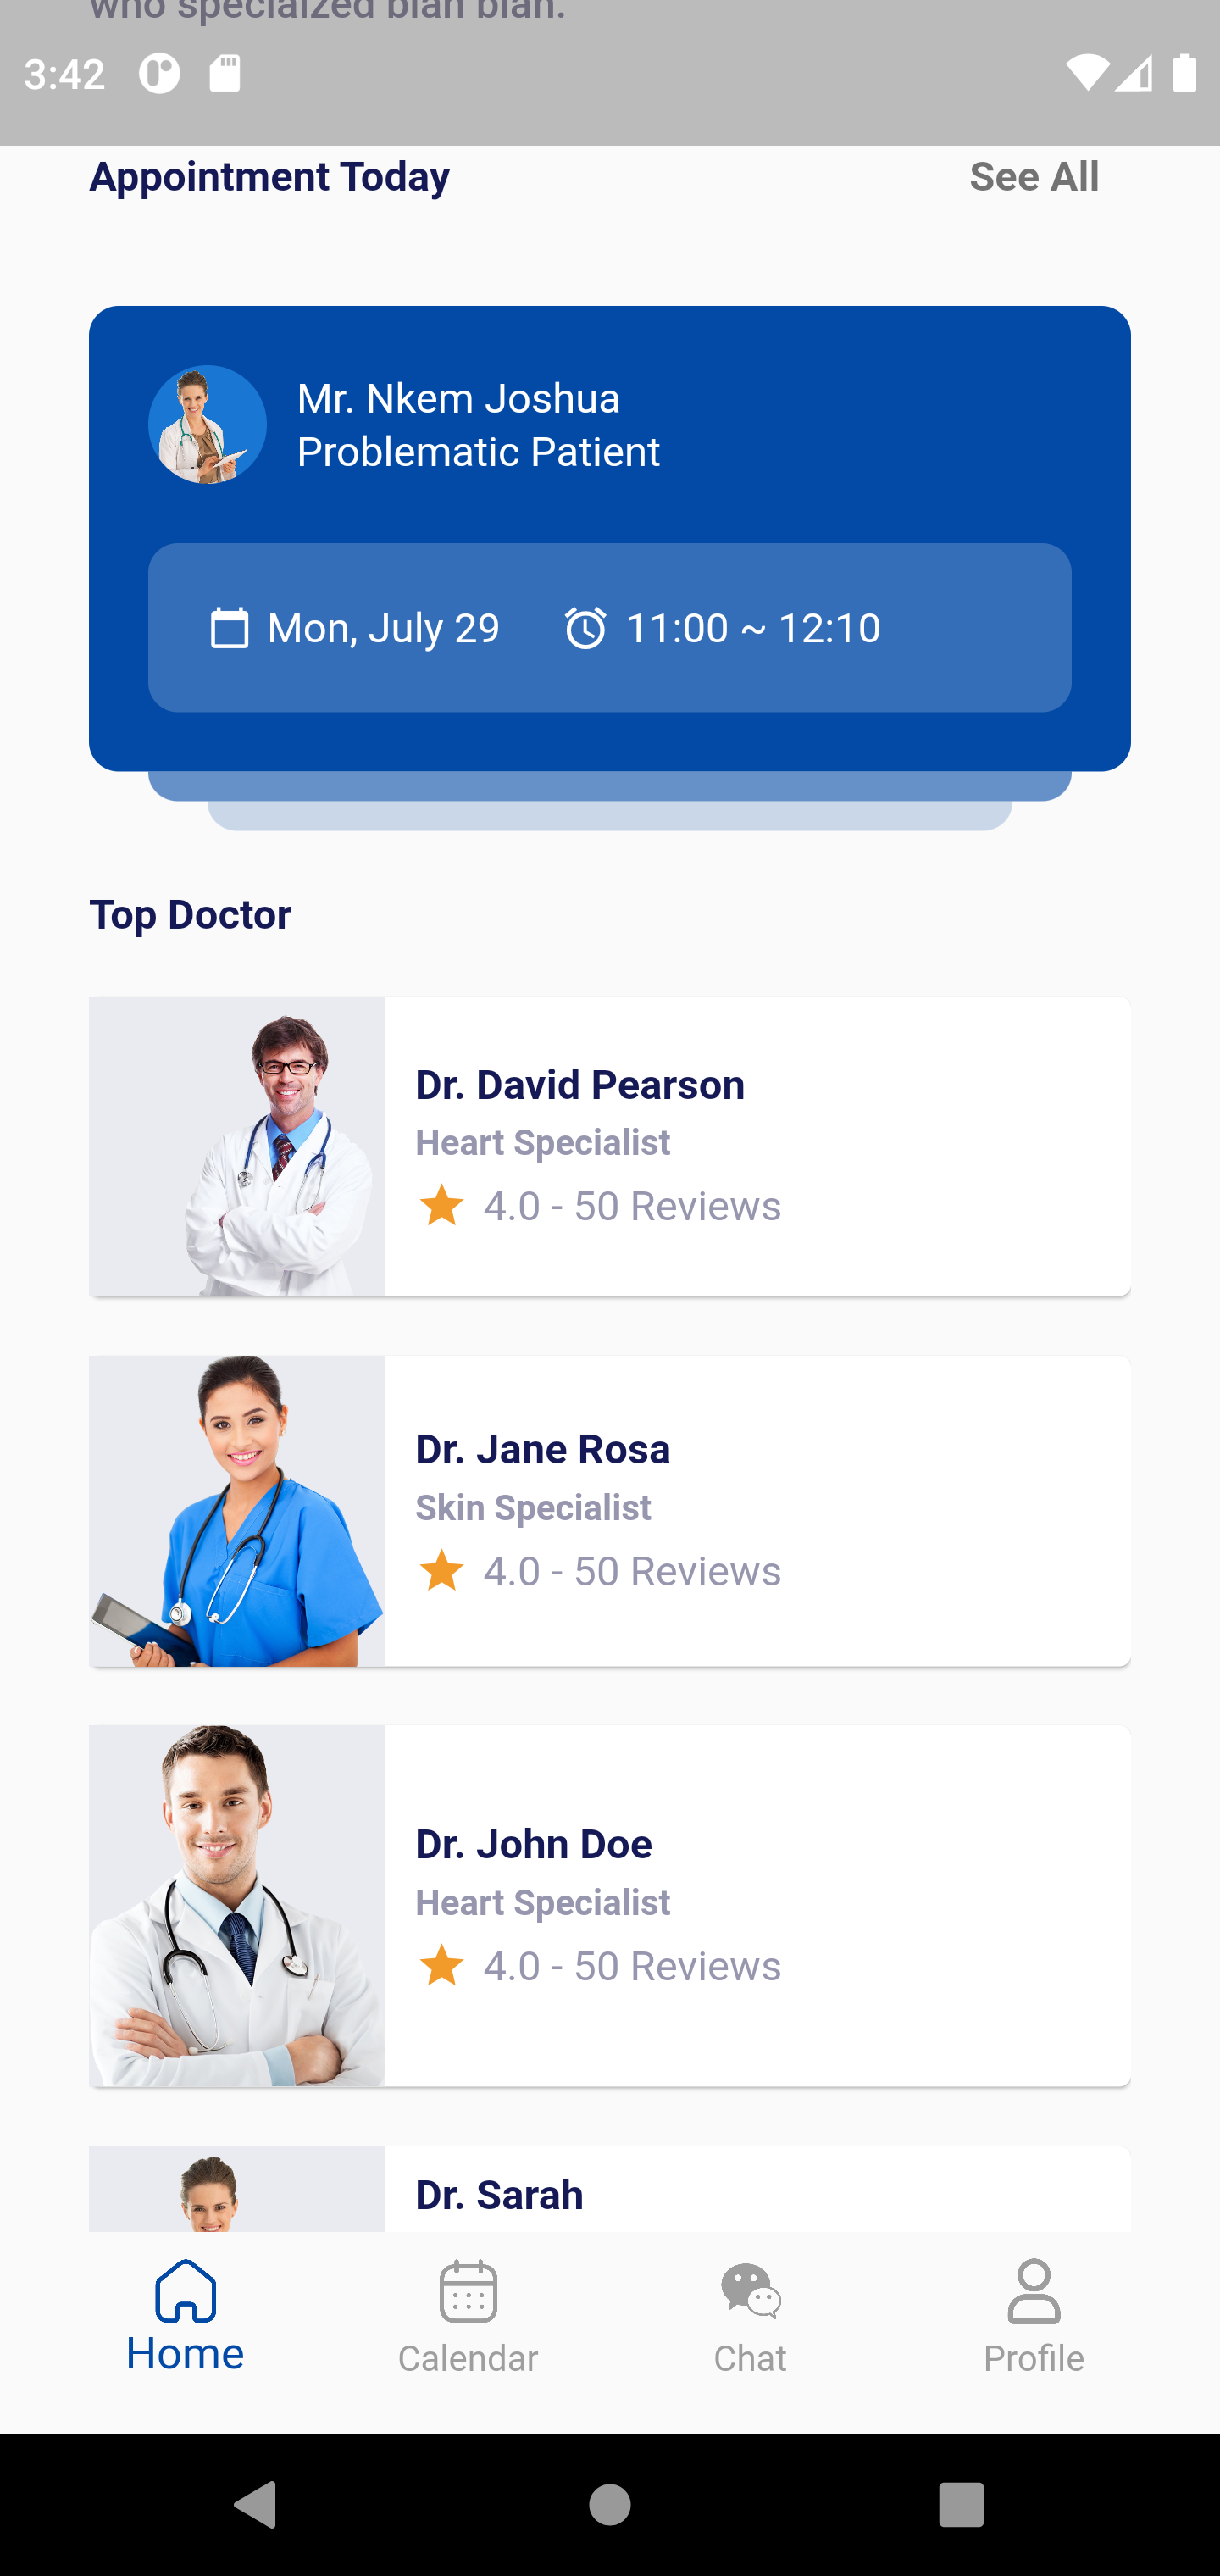 who specialized blah blah.
3:42
Appointment Today
See All
Mr. Nkem Joshua
Problematic Patient
Mon, July 29
11:00 ~ 12:10
Top Doctor
Dr. David Pearson
Heart Specialist
4.0 - 50 Reviews
Dr. Jane Rosa
Skin Specialist
4.0 - 50 Reviews
Dr. John Doe
Heart Specialist
4.0 - 50 Reviews
Dr. Sarah
Home
Calendar
Chat
Profile